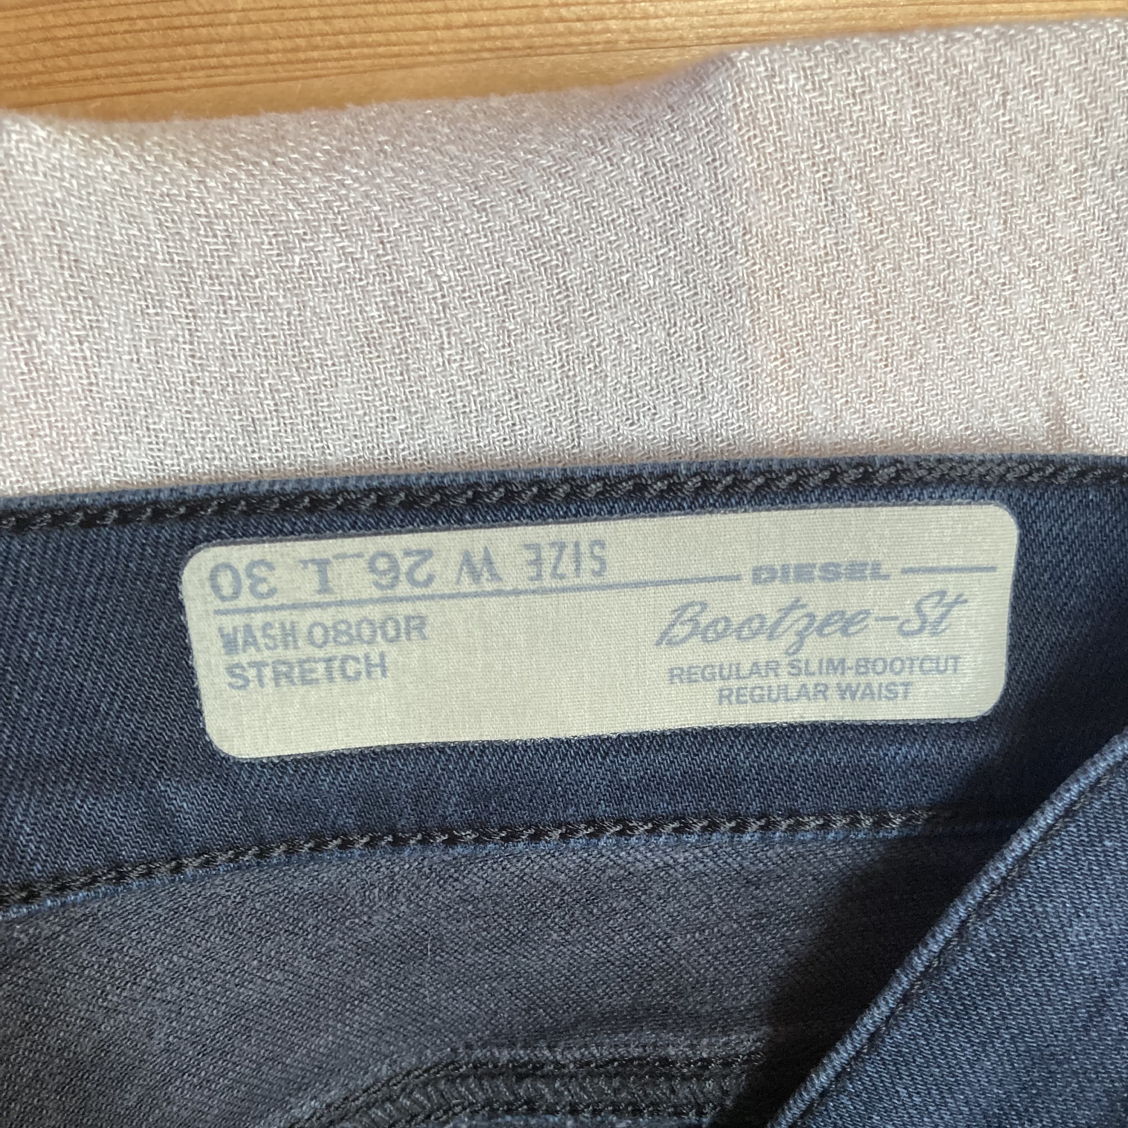 SIZE W 26 L 30
DIESEL
Bootzee-St
REGULAR SLIM-BOOTCUT
REGULAR WAIST
WASH 0800R
STRETCH